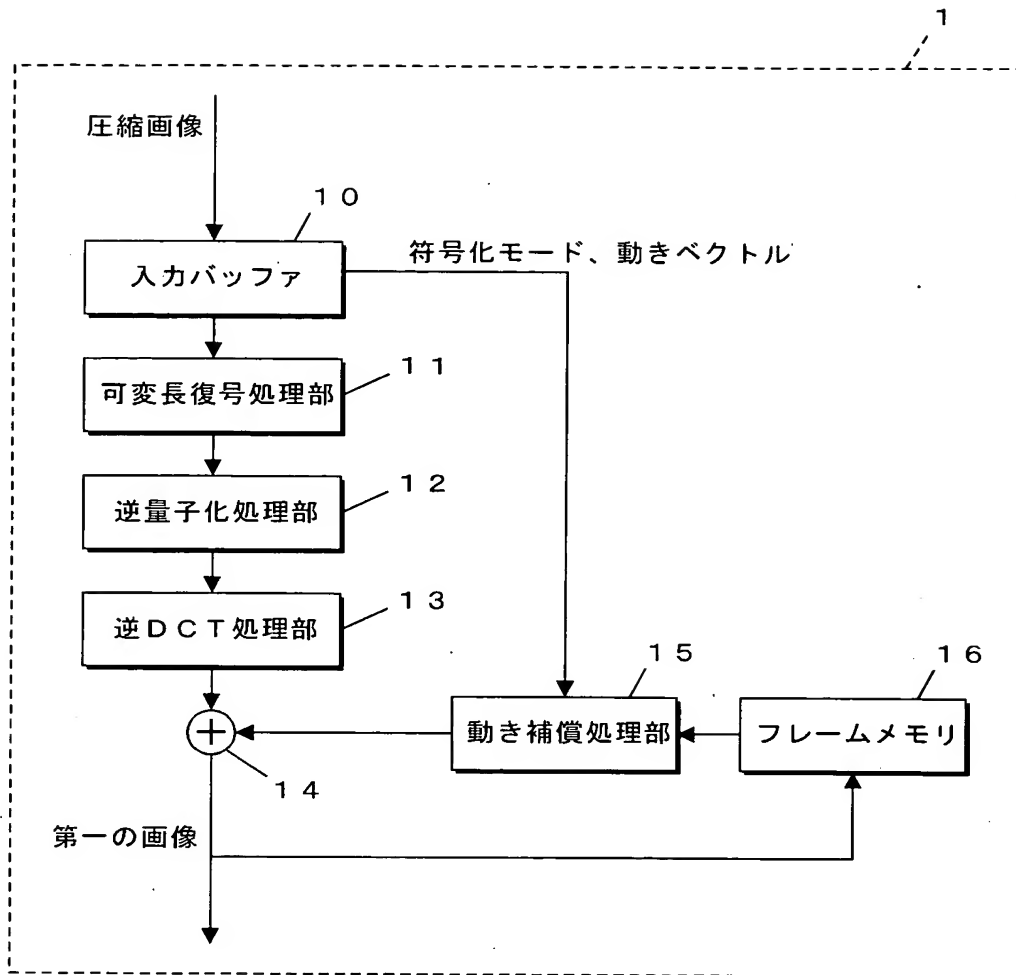 1
圧縮画像
10
入力バッファ
符号化モード、動きベクトル
11
可変長復号処理部
12
逆量子化処理部
13
逆DCT処理部
15
16
動き補償処理部
フレームメモリ
+
14
第一の画像